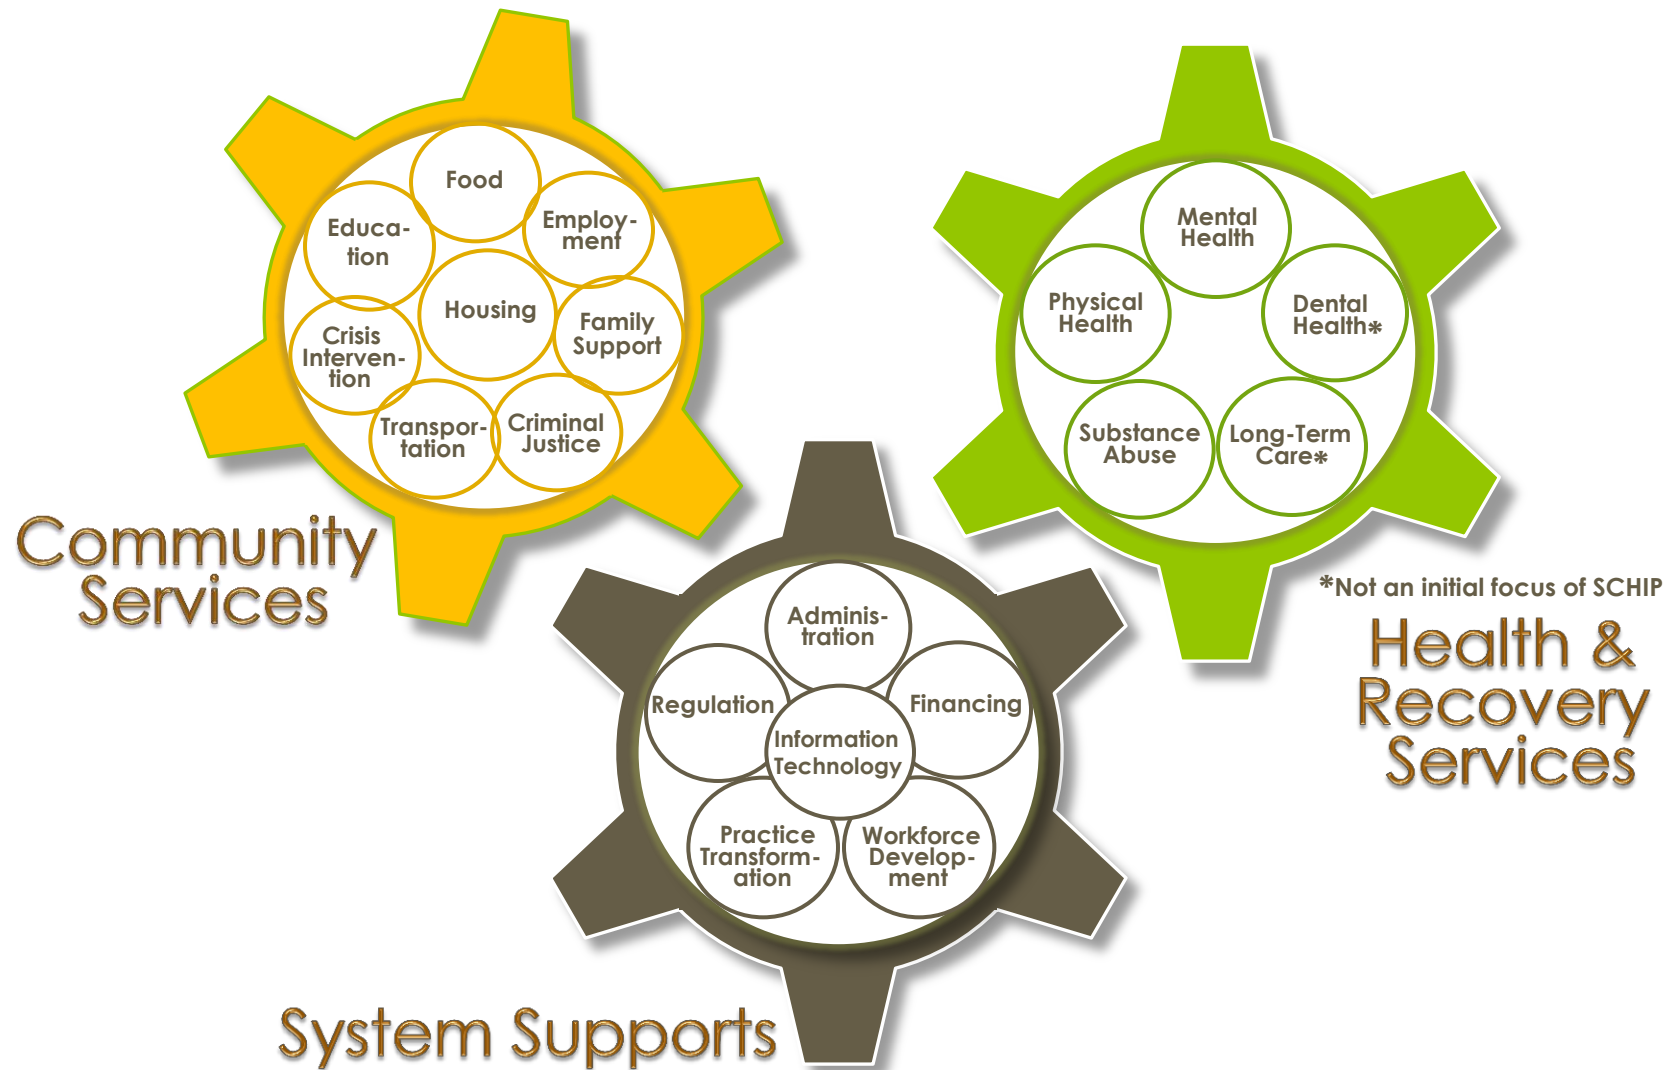 Food
Employ-
ment
Educa-
tion
Housing
Family
Support
Crisis
Interven-
tion
Transpor-
tation
Criminal
Justice
Community
Services
Mental
Health
Physical
Health
Dental
Health*
Substance
Abuse
Long-Term
Care*
*Not an initial focus of SCHIP
Health &
Recovery
Services
Adminis-
tration
Regulation
Financing
Information
Technology
Practice
Transform-
ation
Workforce
Develop-
ment
System Supports